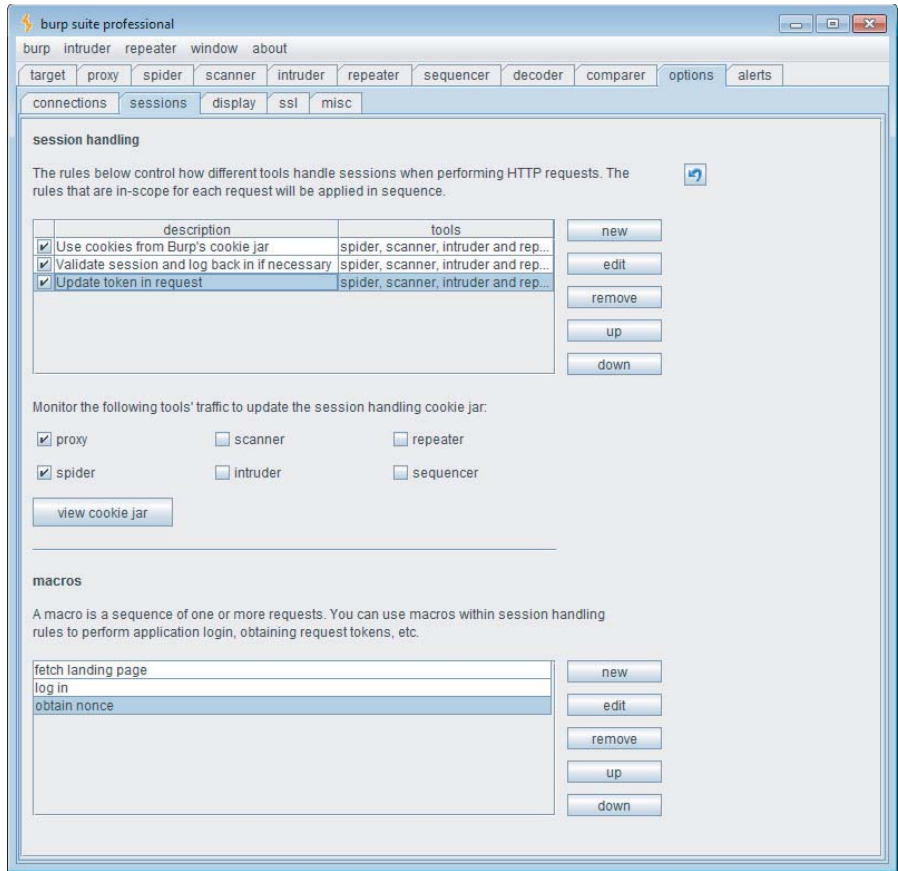 burp suite professional
burp intruder repeater window about
target proxy spider scanner intruder repeater sequencer decoder comparer options alerts
connections sessions display ssl misc
session handling
The rules below control how different tools handle sessions when performing HTTP requests. The
rules that are in-scope for each request will be applied in sequence.
description tools
Use cookies from Burp's cookie jar spider, scanner, intruder and rep...
Validate session and log back in if necessary spider, scanner, intruder and rep...
Update token in request spider, scanner, intruder and rep...
new
edit
remove
up
down
Monitor the following tools' traffic to update the session handling cookie jar:
proxy scanner repeater
spider intruder sequencer
view cookie jar
macros
A macro is a sequence of one or more requests. You can use macros within session handling
rules to perform application login, obtaining request tokens, etc.
fetch landing page
log in
obtain nonce
new
edit
remove
up
down